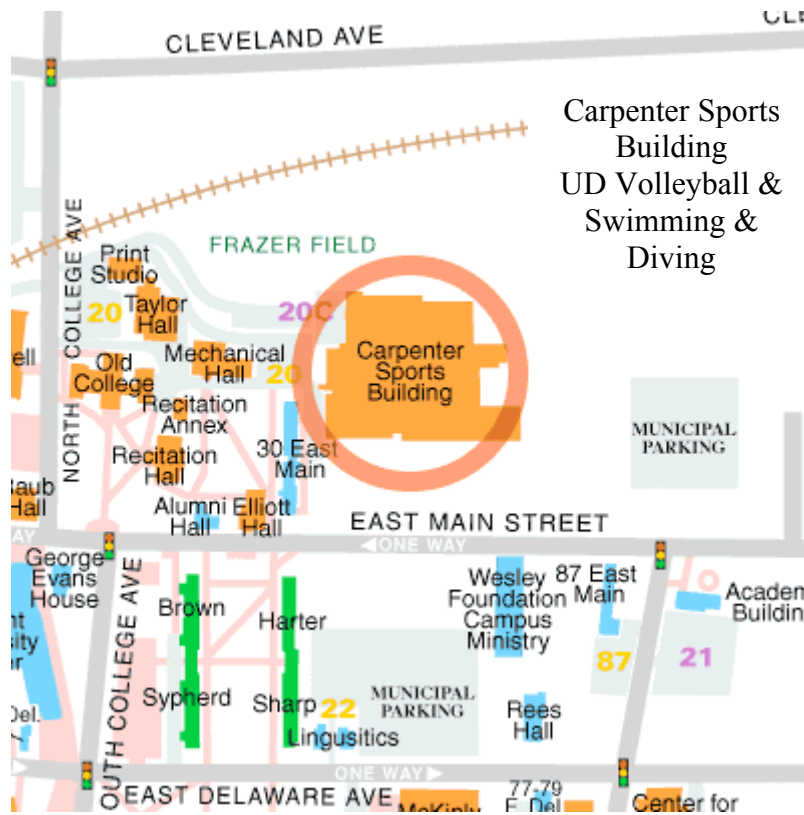 CLEVELAND AVE
Carpenter Sports
Building
UD Volleyball &
Swimming &
Diving
NORTH COLLEGE AVE
FRAZER FIELD
Print
Studio
20
Taylor
Hall
20C
Old
College
Mechanical
Hall
20
Carpenter
Sports
Building
Recitation
Annex
Recitation
Hall
30 East
Main
MUNICIPAL
PARKING
Hall
Alumni
Hall
Elliott
Hall
EAST MAIN STREET
ONE WAY
George
Evans
House
SOUTH COLLEGE AVE
Brown
Harter
Wesley
Foundation
Campus
Ministry
87 East
Main
87
21
Sypherd
Sharp
22
MUNICIPAL
PARKING
Lingusitics
Rees
Hall
Del.
ONE WAY
EAST DELAWARE AVE
McKinly
77-79
E. Del
Center for